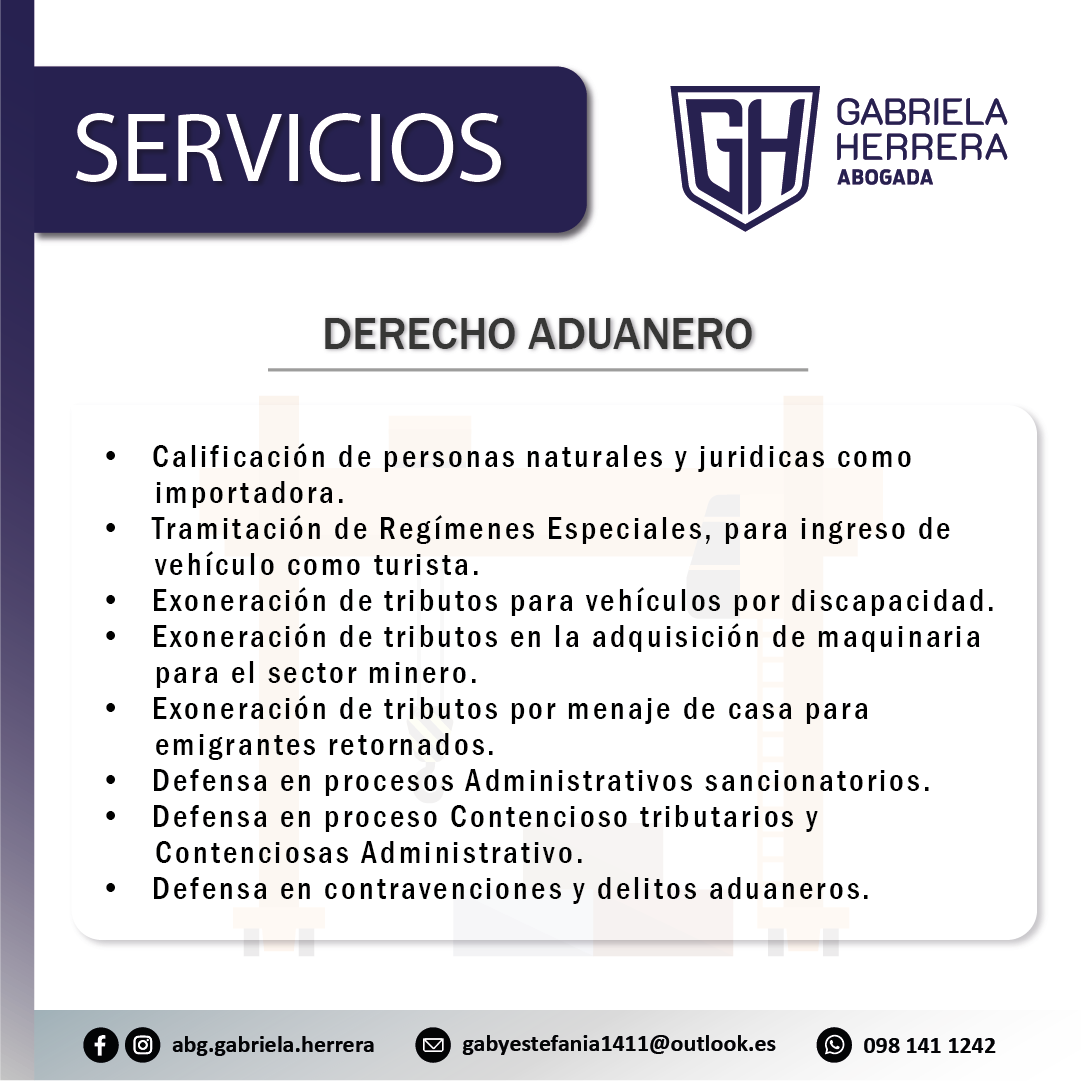 SERVICIOS
GH
GABRIELA
HERRERA
ABOGADA
DERECHO ADUANERO
• Calificación de personas naturales y juridicas como
importadora.
• Tramitación de Regímenes Especiales, para ingreso de
vehículo como turista.
• Exoneración de tributos para vehículos por discapacidad.
• Exoneración de tributos en la adquisición de maquinaria
para el sector minero.
• Exoneración de tributos por menaje de casa para
emigrantes retornados.
• Defensa en procesos Administrativos sancionatorios.
• Defensa en proceso Contencioso tributarios y
Contenciosas Administrativo.
• Defensa en contravenciones y delitos aduaneros.
abg.gabriela.herrera gabyestefania1411@outlook.es 098 141 1242